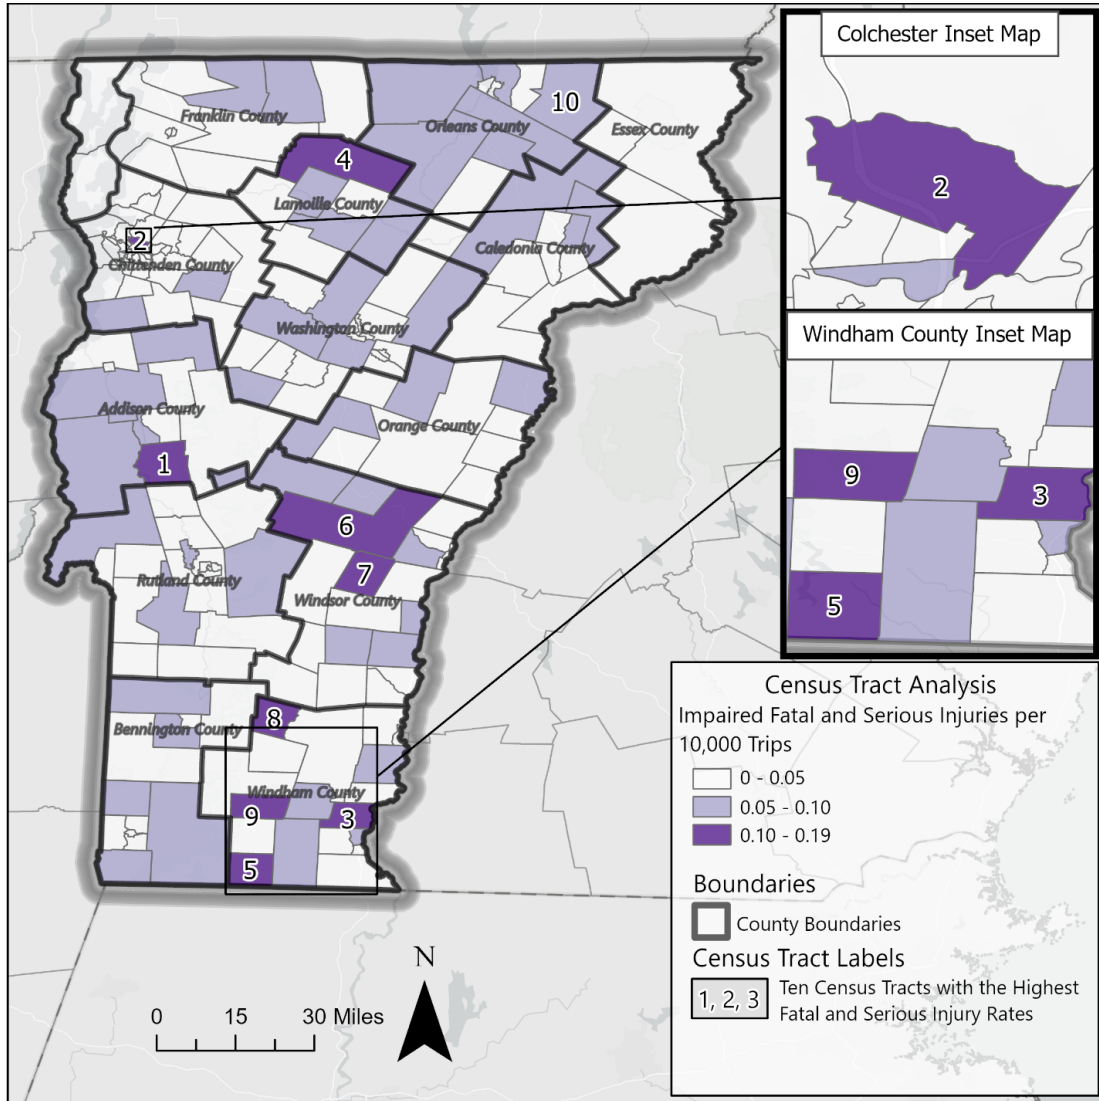 Colchester Inset Map
2
Windham County Inset Map
9
3
5
Franklin County
Orleans County
10
Essex County
4
Lamoille County
2
Chittenden County
Caledonia County
Washington County
Addison County
Orange County
1
6
Rutland County
7
Windsor County
8
Bennington County
Windham County
9
3
5
Census Tract Analysis
Impaired Fatal and Serious Injuries per
10,000 Trips
0 - 0.05
0.05 - 0.10
0.10 - 0.19
Boundaries
County Boundaries
Census Tract Labels
1, 2, 3
Ten Census Tracts with the Highest
Fatal and Serious Injury Rates
N
0 15 30 Miles